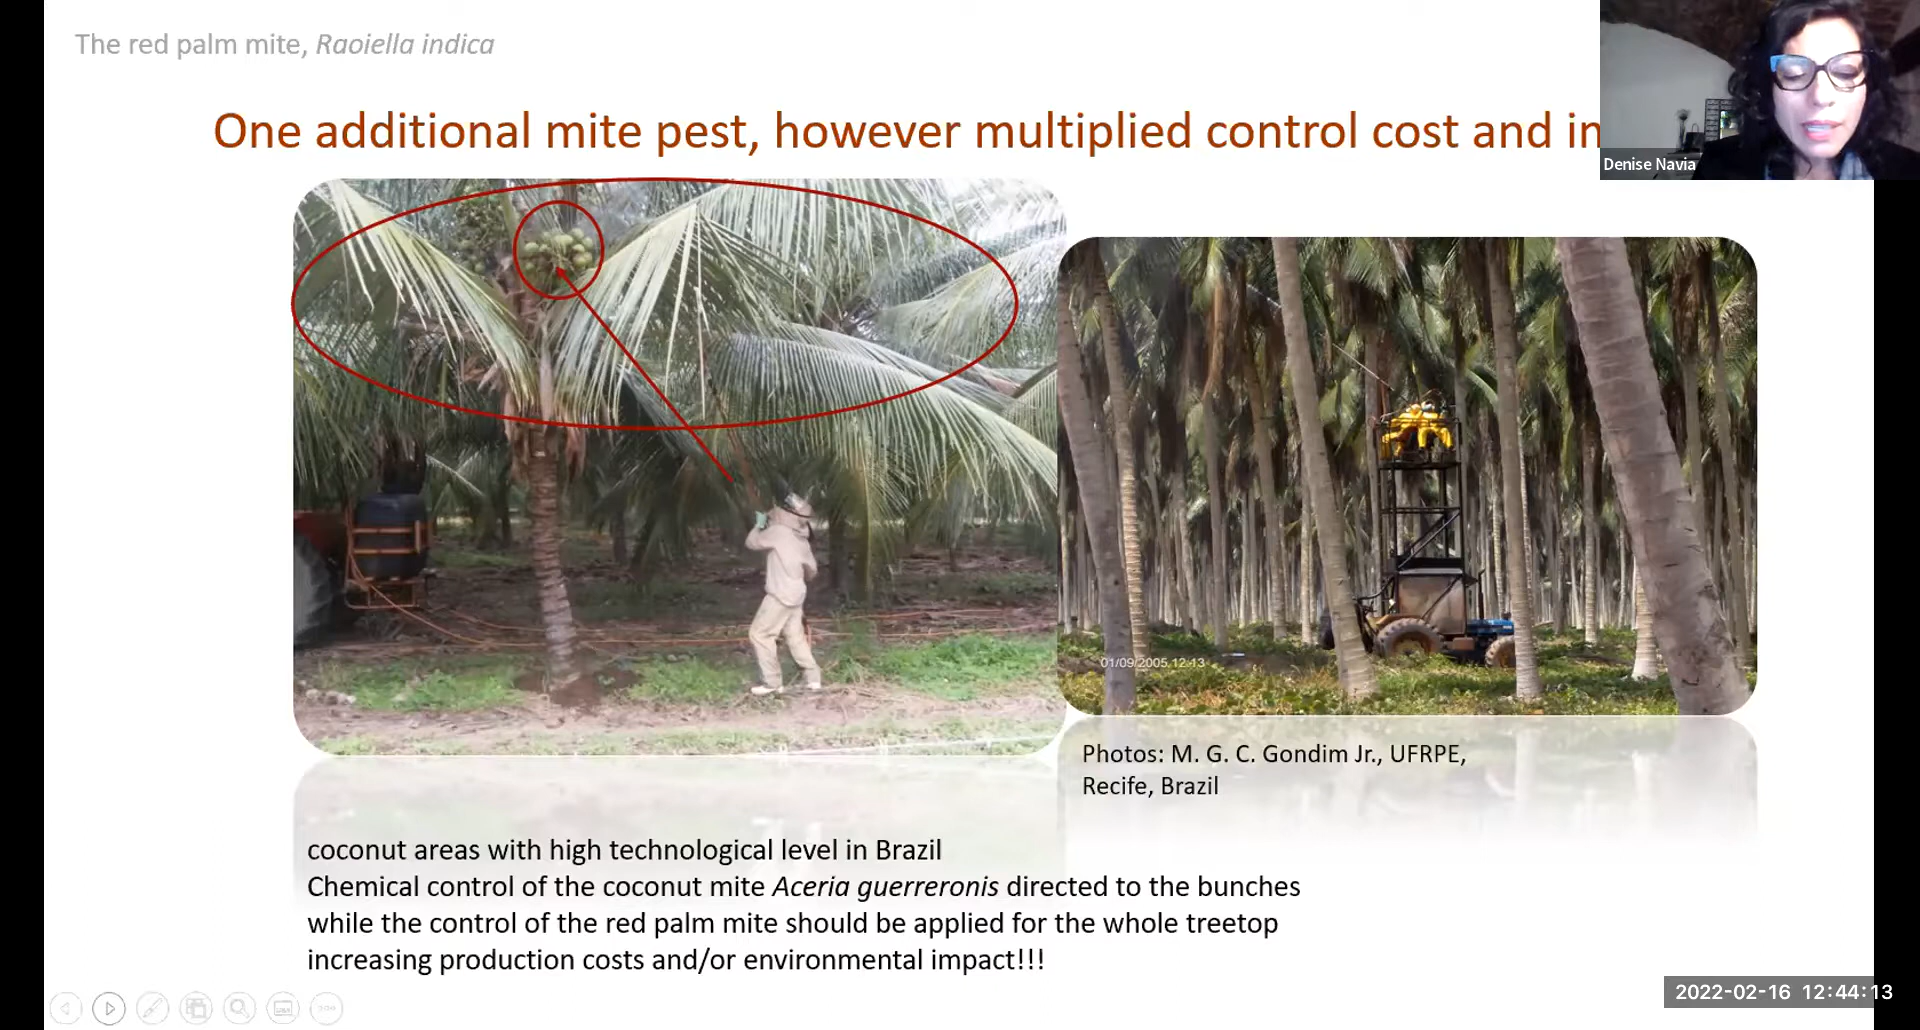 The red palm mite, Raoiella indica
One additional mite pest, however multiplied control cost and
Denise Navia
01/09/2005 12:13
Photos: M. G. C. Gondim Jr., UFRPE,
Recife, Brazil
coconut areas with high technological level in Brazil
Chemical control of the coconut mite Aceria guerreronis directed to the bunches
while the control of the red palm mite should be applied for the whole treetop
increasing production costs and/or environmental impact!!!
2022-02-16 12:44:13